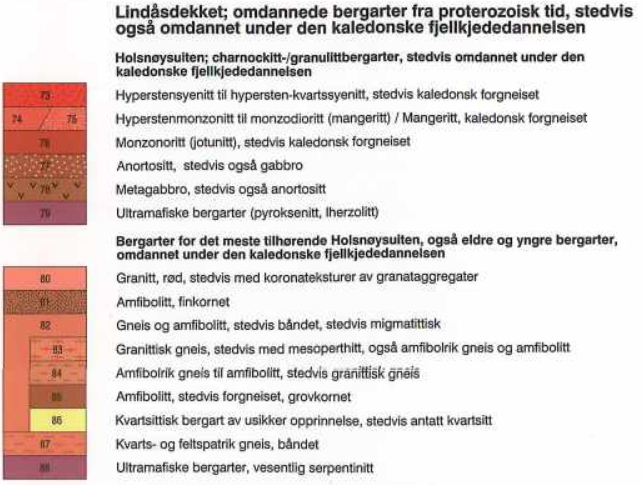 Lindåsdekket; omdannede bergarter fra proterozoisk tid, stedvis
også omdannet under den kaledonske fjellkjededannelsen
Holsnøysuiten; charnockitt-/granulittbergarter, stedvis omdannet under den
kaledonske fjellkjededannelsen
73 Hyperstensyenitt til hypersten-kvartssyenitt, stedvis kaledonsk forgneiset
74 75 Hyperstenmonzonitt til monzodioritt (mangeritt) / Mangeritt, kaledonsk forgneiset
76 Monzonoritt (jotunitt), stedvis kaledonsk forgneiset
77 Anortositt, stedvis også gabbro
78 Metagabbro, stedvis også anortositt
79 Ultramafiske bergarter (pyroksenitt, lherzolitt)
Bergarter for det meste tilhørende Holsnøysuiten, også eldre og yngre bergarter,
omdannet under den kaledonske fjellkjededannelsen
80 Granitt, rød, stedvis med koronateksturer av granataggregater
81 Amfibolitt, finkornet
82 Gneis og amfibolitt, stedvis båndet, stedvis migmatittisk
83 Granittisk gneis, stedvis med mesoperthitt, også amfibolrik gneis og amfibolitt
84 Amfibolrik gneis til amfibolitt, stedvis granittisk gneis
85 Amfibolitt, stedvis forgneiset, grovkornet
86 Kvartsittisk bergart av usikker opprinnelse, stedvis antatt kvartsitt
87 Kvarts- og feltspatrik gneis, båndet
88 Ultramafiske bergarter, vesentlig serpentinitt